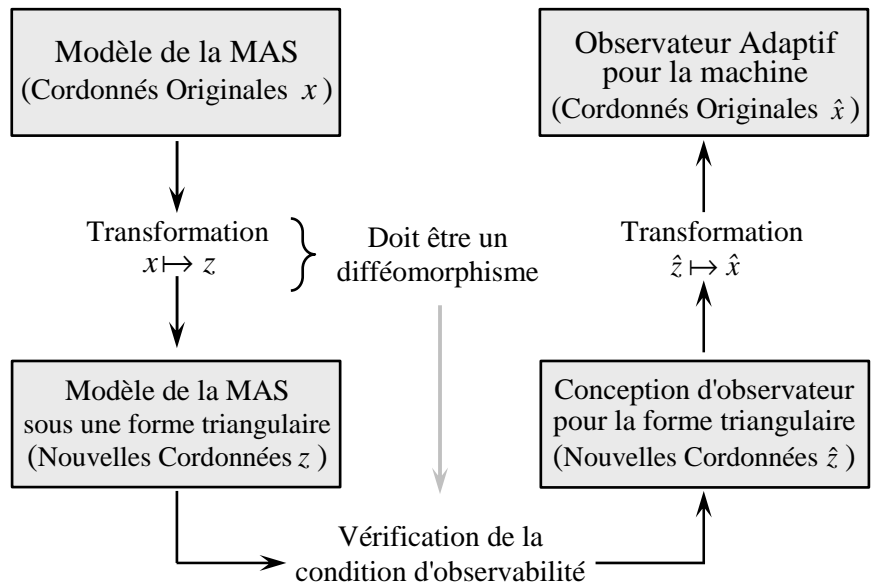 Modèle de la MAS
(Cordonnés Originales x)
Transformation
x ↦ z
Doit être un
difféomorphisme
Modèle de la MAS
sous une forme triangulaire
(Nouvelles Cordonnées z )
Vérification de la
condition d'observabilité
Conception d'observateur
pour la forme triangulaire
(Nouvelles Cordonnées ẑ )
Transformation
ẑ ↦ x̂
Observateur Adaptif
pour la machine
(Cordonnés Originales x̂ )